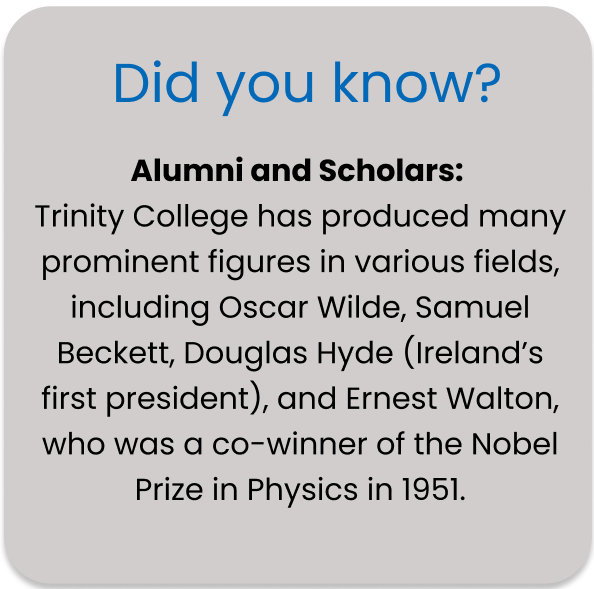 Did you know?
Alumni and Scholars:
Trinity College has produced many
prominent figures in various fields,
including Oscar Wilde, Samuel
Beckett, Douglas Hyde (Ireland’s
first president), and Ernest Walton,
who was a co-winner of the Nobel
Prize in Physics in 1951.